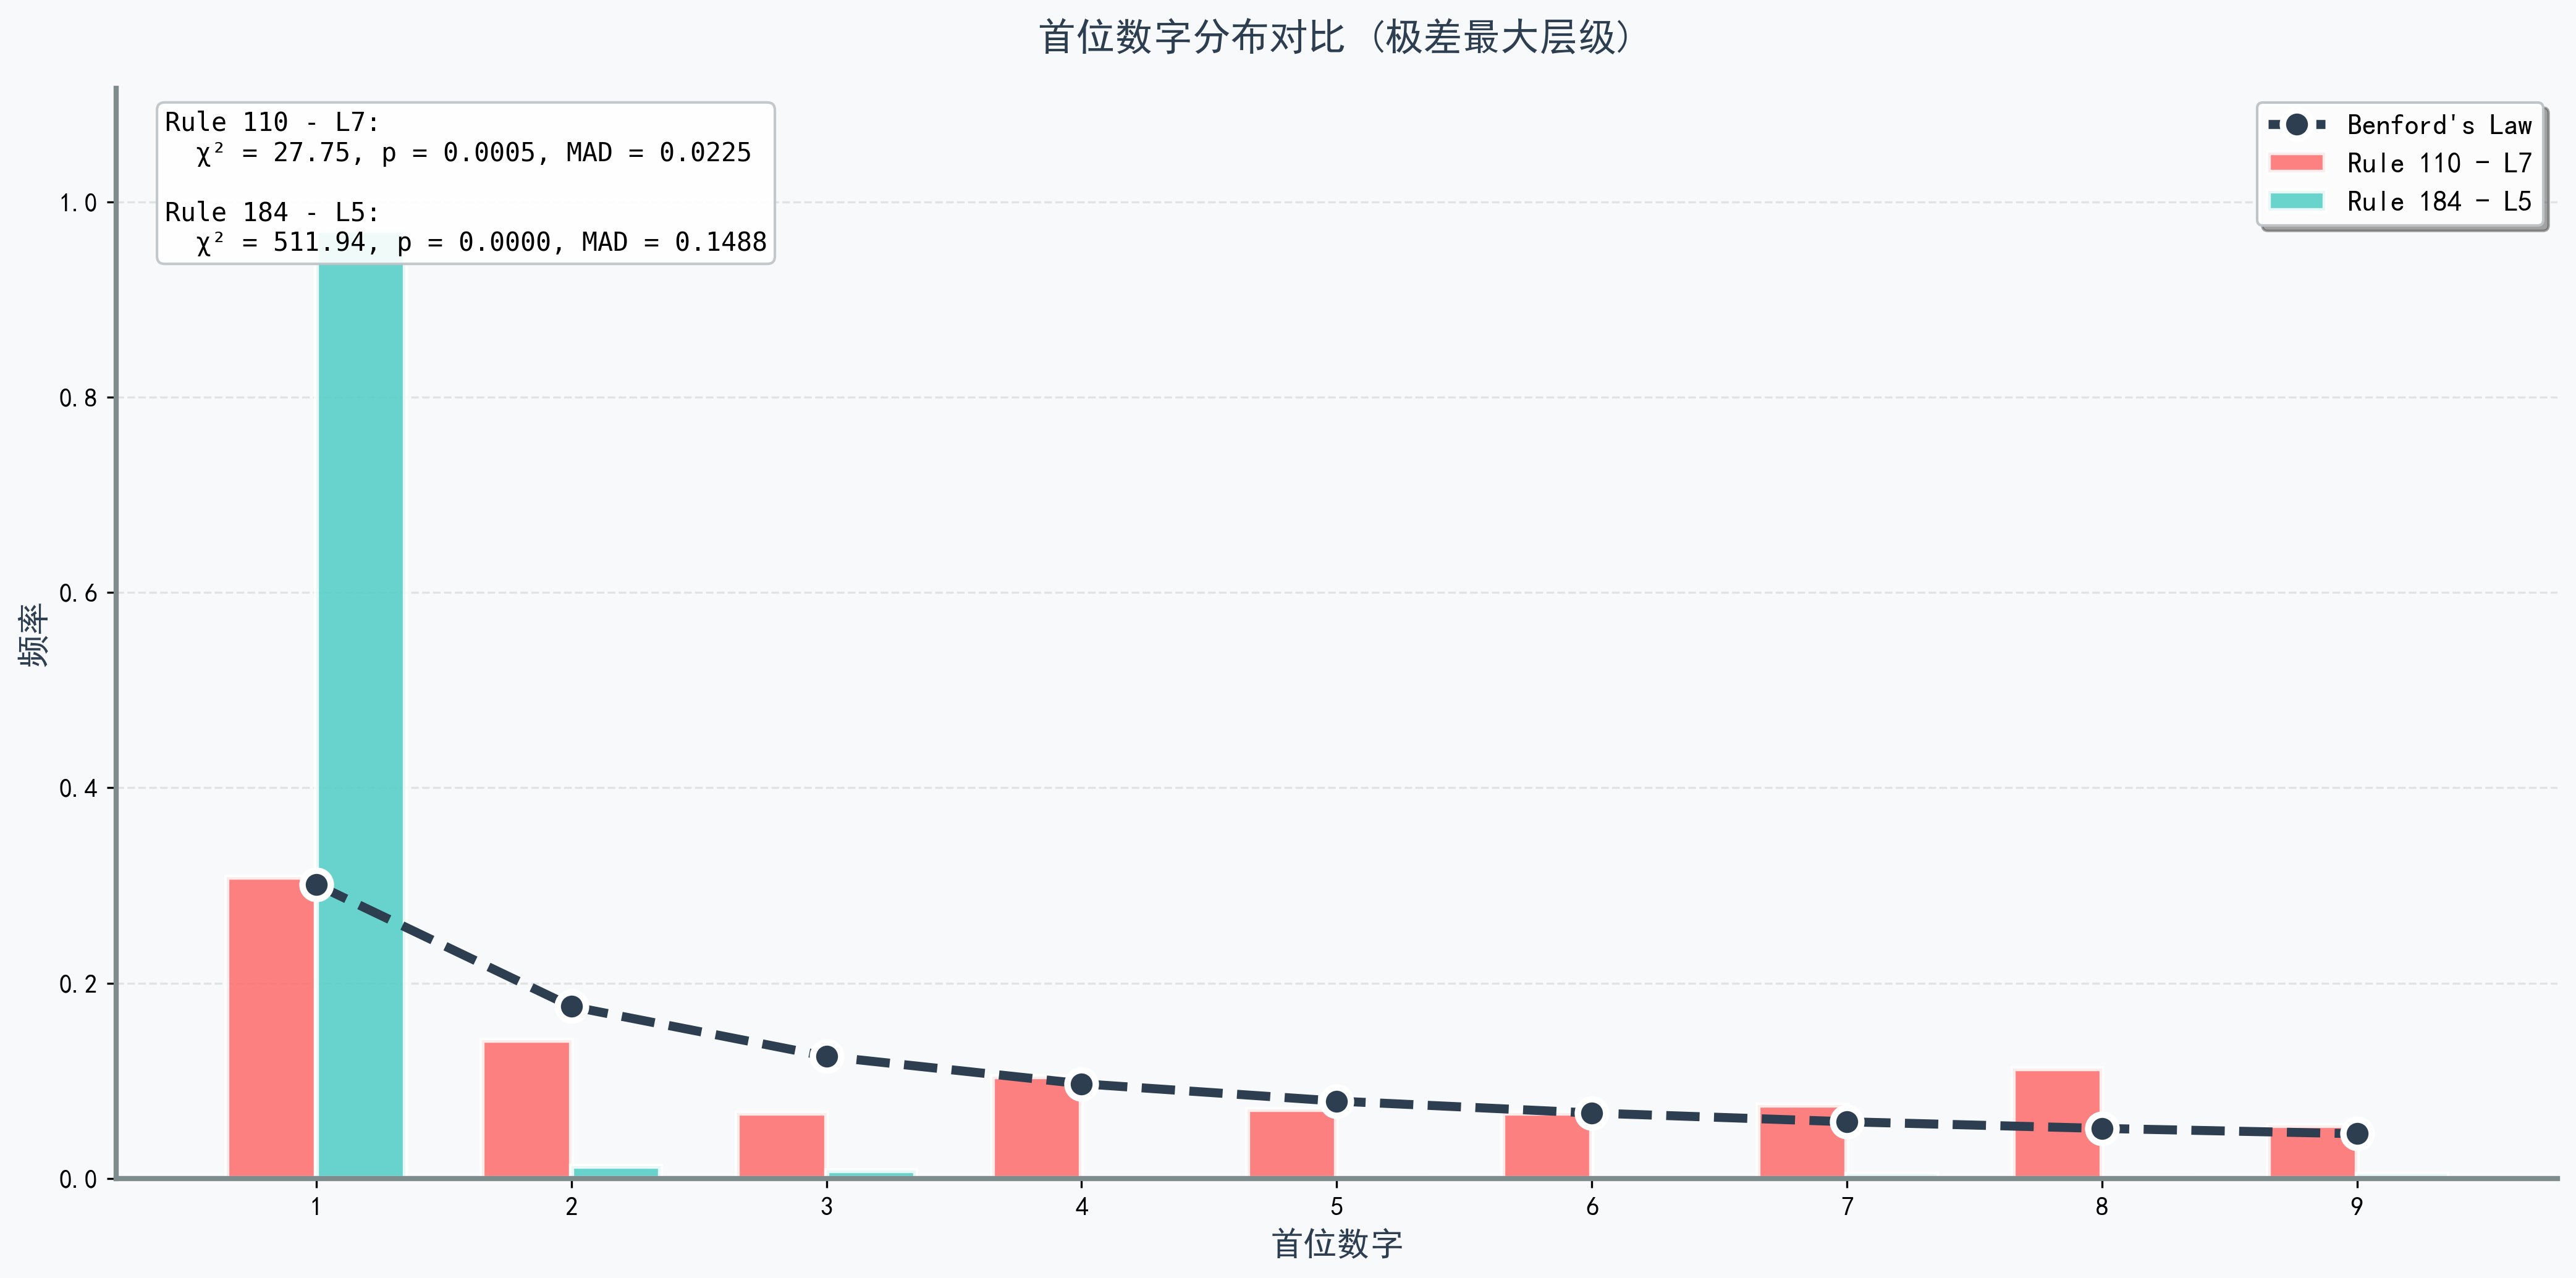 首位数字分布对比 (极差最大层级)
Rule 110 - L7:
χ² = 27.75, p = 0.0005, MAD = 0.0225
Rule 184 - L5:
χ² = 511.94, p = 0.0000, MAD = 0.1488
Benford's Law
Rule 110 - L7
Rule 184 - L5
频率
1.0
0.8
0.6
0.4
0.2
0.0
1 2 3 4 5 6 7 8 9
首位数字